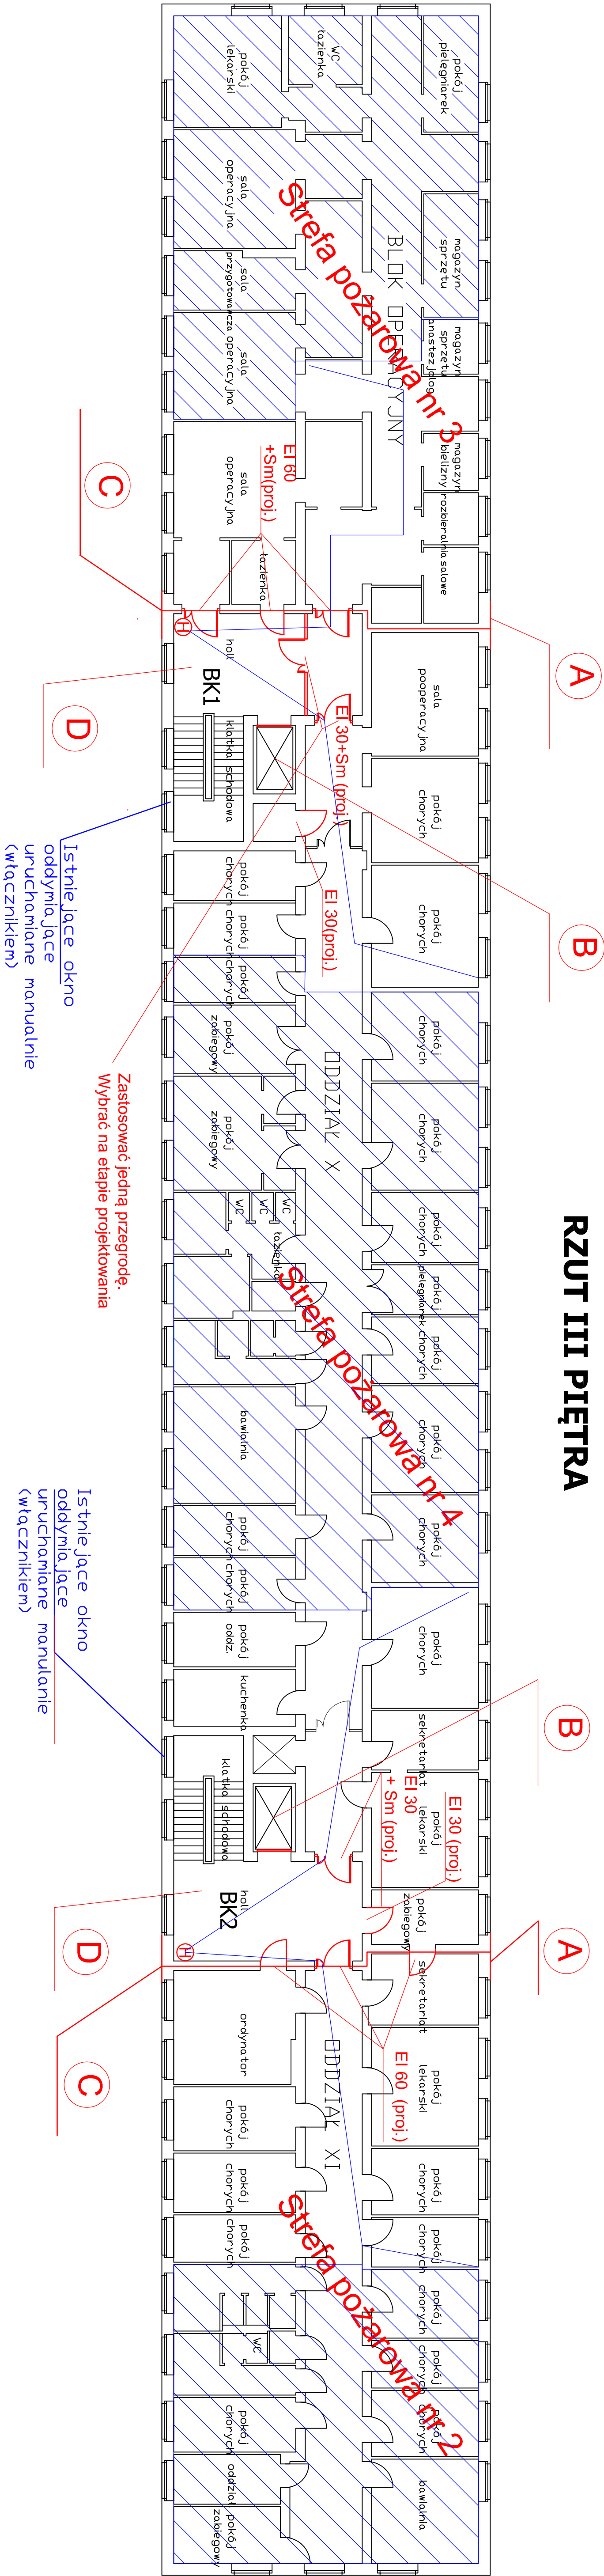 RZUT III PIĘTRA
pokój
lekarski
WC
łazienka
pokój
pielęgniarek
sala
operacyjna
magazyn
sprzętu
sala
przygotowawcza
sala
operacyjna
BLOK OPERACYJNY
Strefa pożarowa nr 3
magazyn
sprzętu
magazyn
bielizny
rozbieralnia
salowe
sala
operacyjna
łazienka
EI 60
+Sm(proj.)
C
A
holl
BK1
D
H
klatka schodowa
sala
pooperacyjna
EI 30+Sm (proj.)
EI 30(proj.)
B
pokój
chorych
pokój
chorych
Istniejące okno
oddymiające
uruchamiane manualnie
(włącznikiem)
Zastosować jedną przegrodę.
Wybrać na etapie projektowania
pokój
chorych
pokój
chorych
pokój
chorych
pokój
zabiegowy
pokój
zabiegowy
ODDZIAŁ X
pokój
chorych
pokój
chorych
pokój
chorych
pokój
pielęgniarek
pokój
chorych
pokój
chorych
pokój
chorych
WC
WC
WC
łazienka
Strefa pożarowa nr 4
bawialnia
pokój
chorych
pokój
chorych
pokój
oddz.
kuchenka
pokój
chorych
sekretariat
pokój
lekarski
pokój
zabiegowy
Istniejące okno
oddymiające
uruchamiane manulanie
(włącznikiem)
klatka schodowa
holl
BK2
H
B
EI 30
+ Sm (proj.)
EI 30 (proj.)
A
D
C
EI 60 (proj.)
sekretariat
pokój
lekarski
ordynator
ODDZIAŁ XI
pokój
chorych
pokój
chorych
pokój
chorych
pokój
chorych
pokój
chorych
pokój
chorych
pokój
chorych
pokój
chorych
Strefa pożarowa nr 2
WC
pokój
chorych
oddział
pokój
zabiegowy
bawialnia